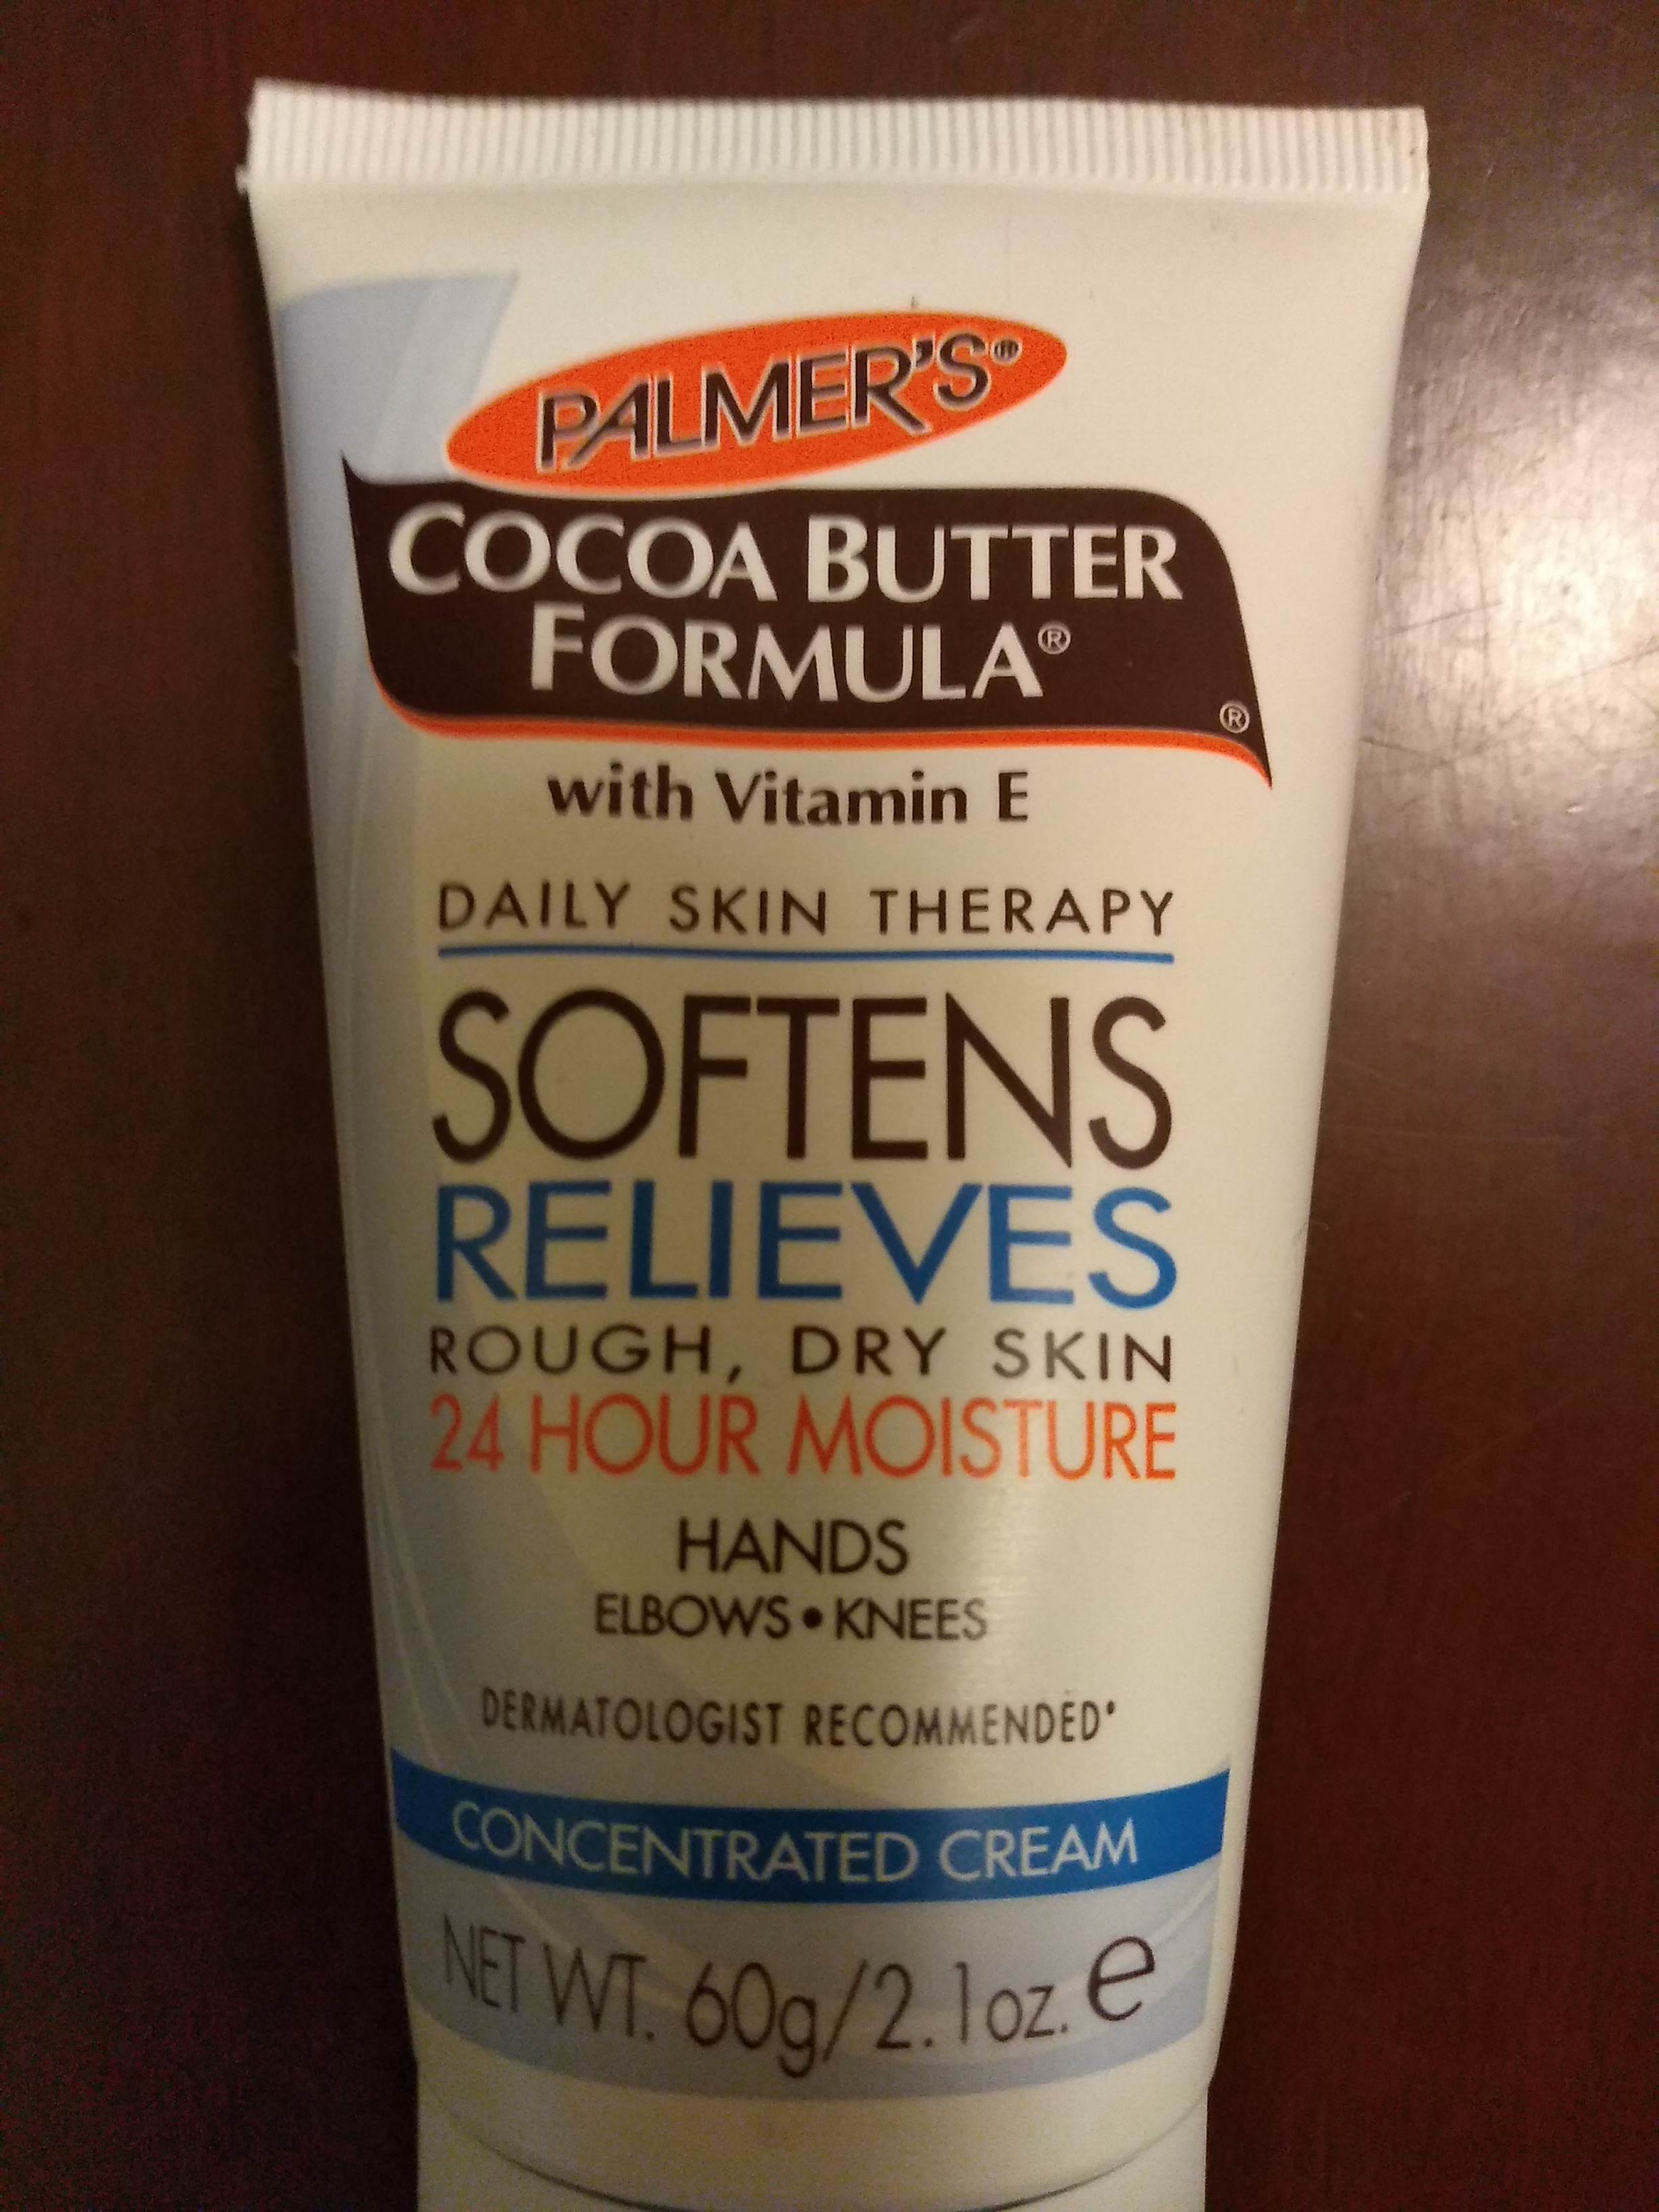 PALMER'S®
COCOA BUTTER
FORMULA®
®
with Vitamin E
DAILY SKIN THERAPY
SOFTENS
RELIEVES
ROUGH, DRY SKIN
24 HOUR MOISTURE
HANDS
ELBOWS • KNEES
DERMATOLOGIST RECOMMENDED*
CONCENTRATED CREAM
NET WT. 60g/2.1oz. e